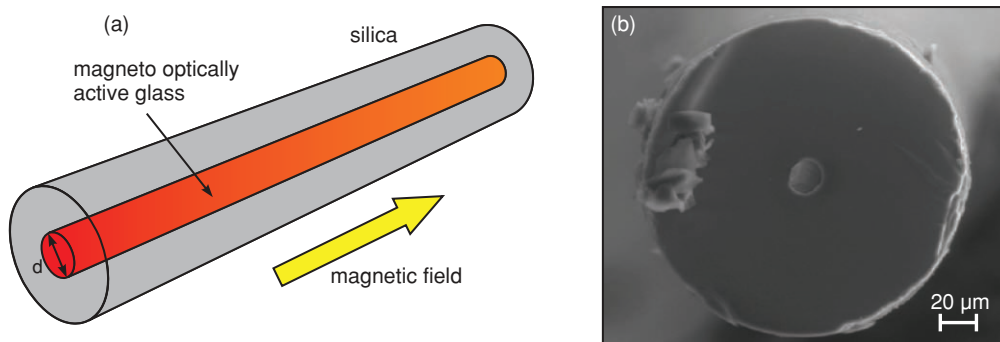 (a)
silica
magneto optically
active glass
d
magnetic field
(b)
20 µm